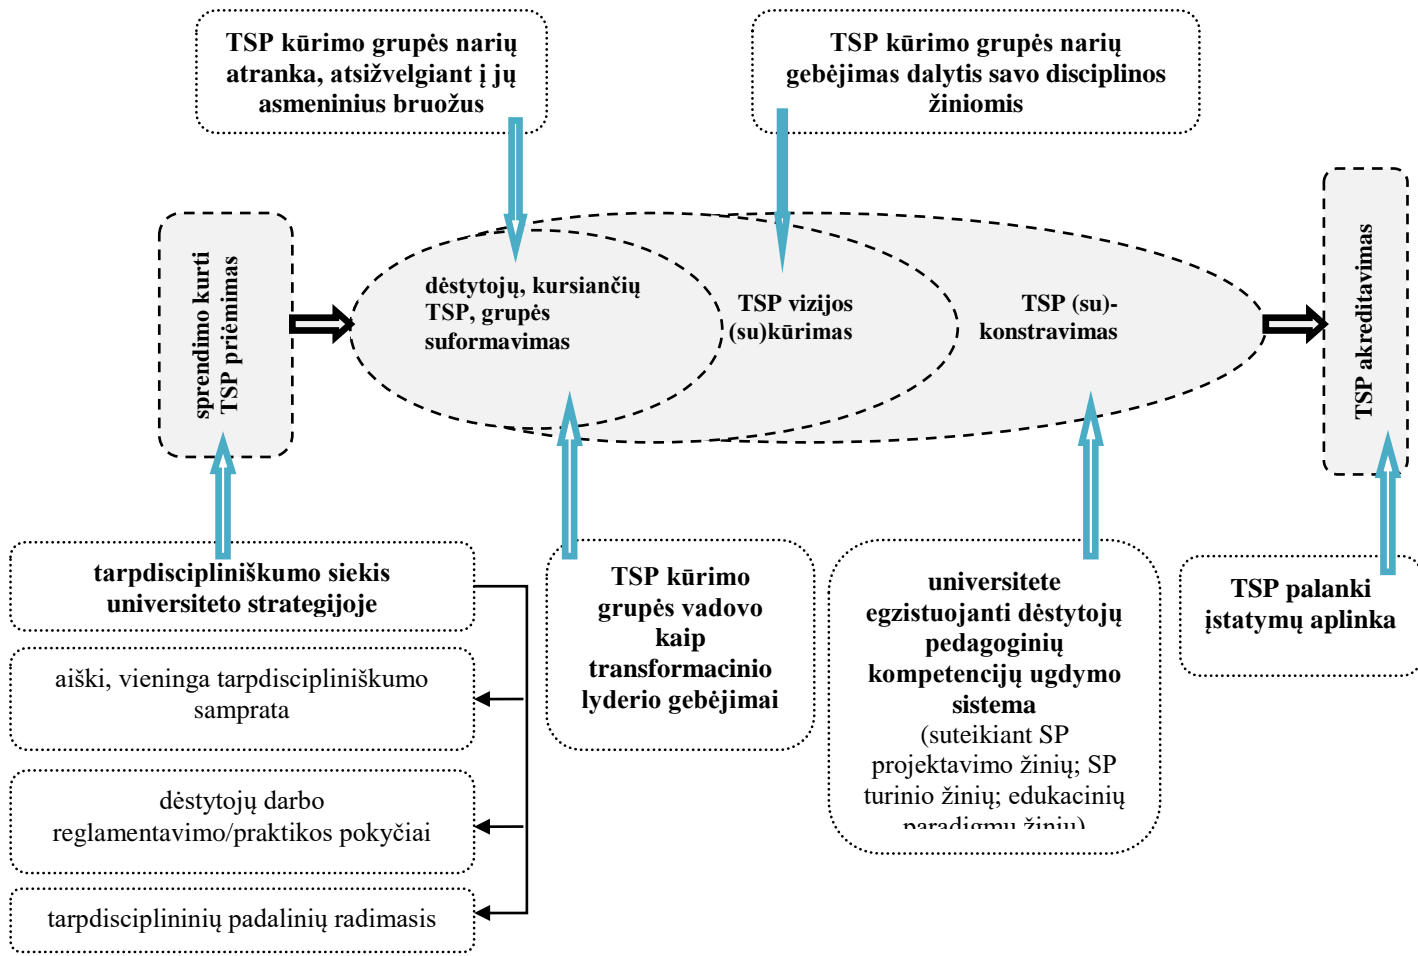 TSP kūrimo grupės narių
atranka, atsižvelgiant į jų
asmeninius bruožus
TSP kūrimo grupės narių
gebėjimas dalytis savo disciplinos
žiniomis
sprendimo kurti
TSP priėmimas
dėstytojų, kursiančių
TSP, grupės
suformavimas
TSP vizijos
(su)kūrimas
TSP (su)-
konstravimas
TSP akreditavimas
tarpdiscipliniškumo siekis
universiteto strategijoje
aiški, vieninga tarpdiscipliniškumo
samprata
dėstytojų darbo
reglamentavimo/praktikos pokyčiai
tarpdisciplininių padalinių radimasis
TSP kūrimo
grupės vadovo
kaip
transformacinio
lyderio gebėjimai
universitete
egzistuojanti dėstytojų
pedagoginių
kompetencijų ugdymo
sistema
(suteikiant SP
projektavimo žinių; SP
turinio žinių; edukacinių
paradigmų žinių)
TSP palanki
įstatymų aplinka